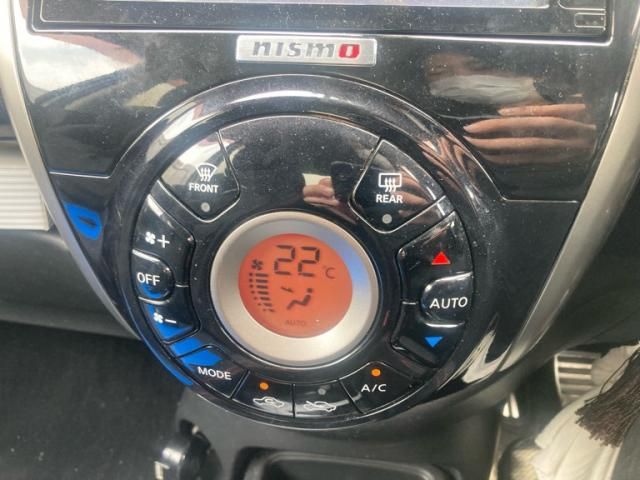 nismo
FRONT
REAR
+
22°C
OFF
AUTO
−
AUTO
MODE
A/C